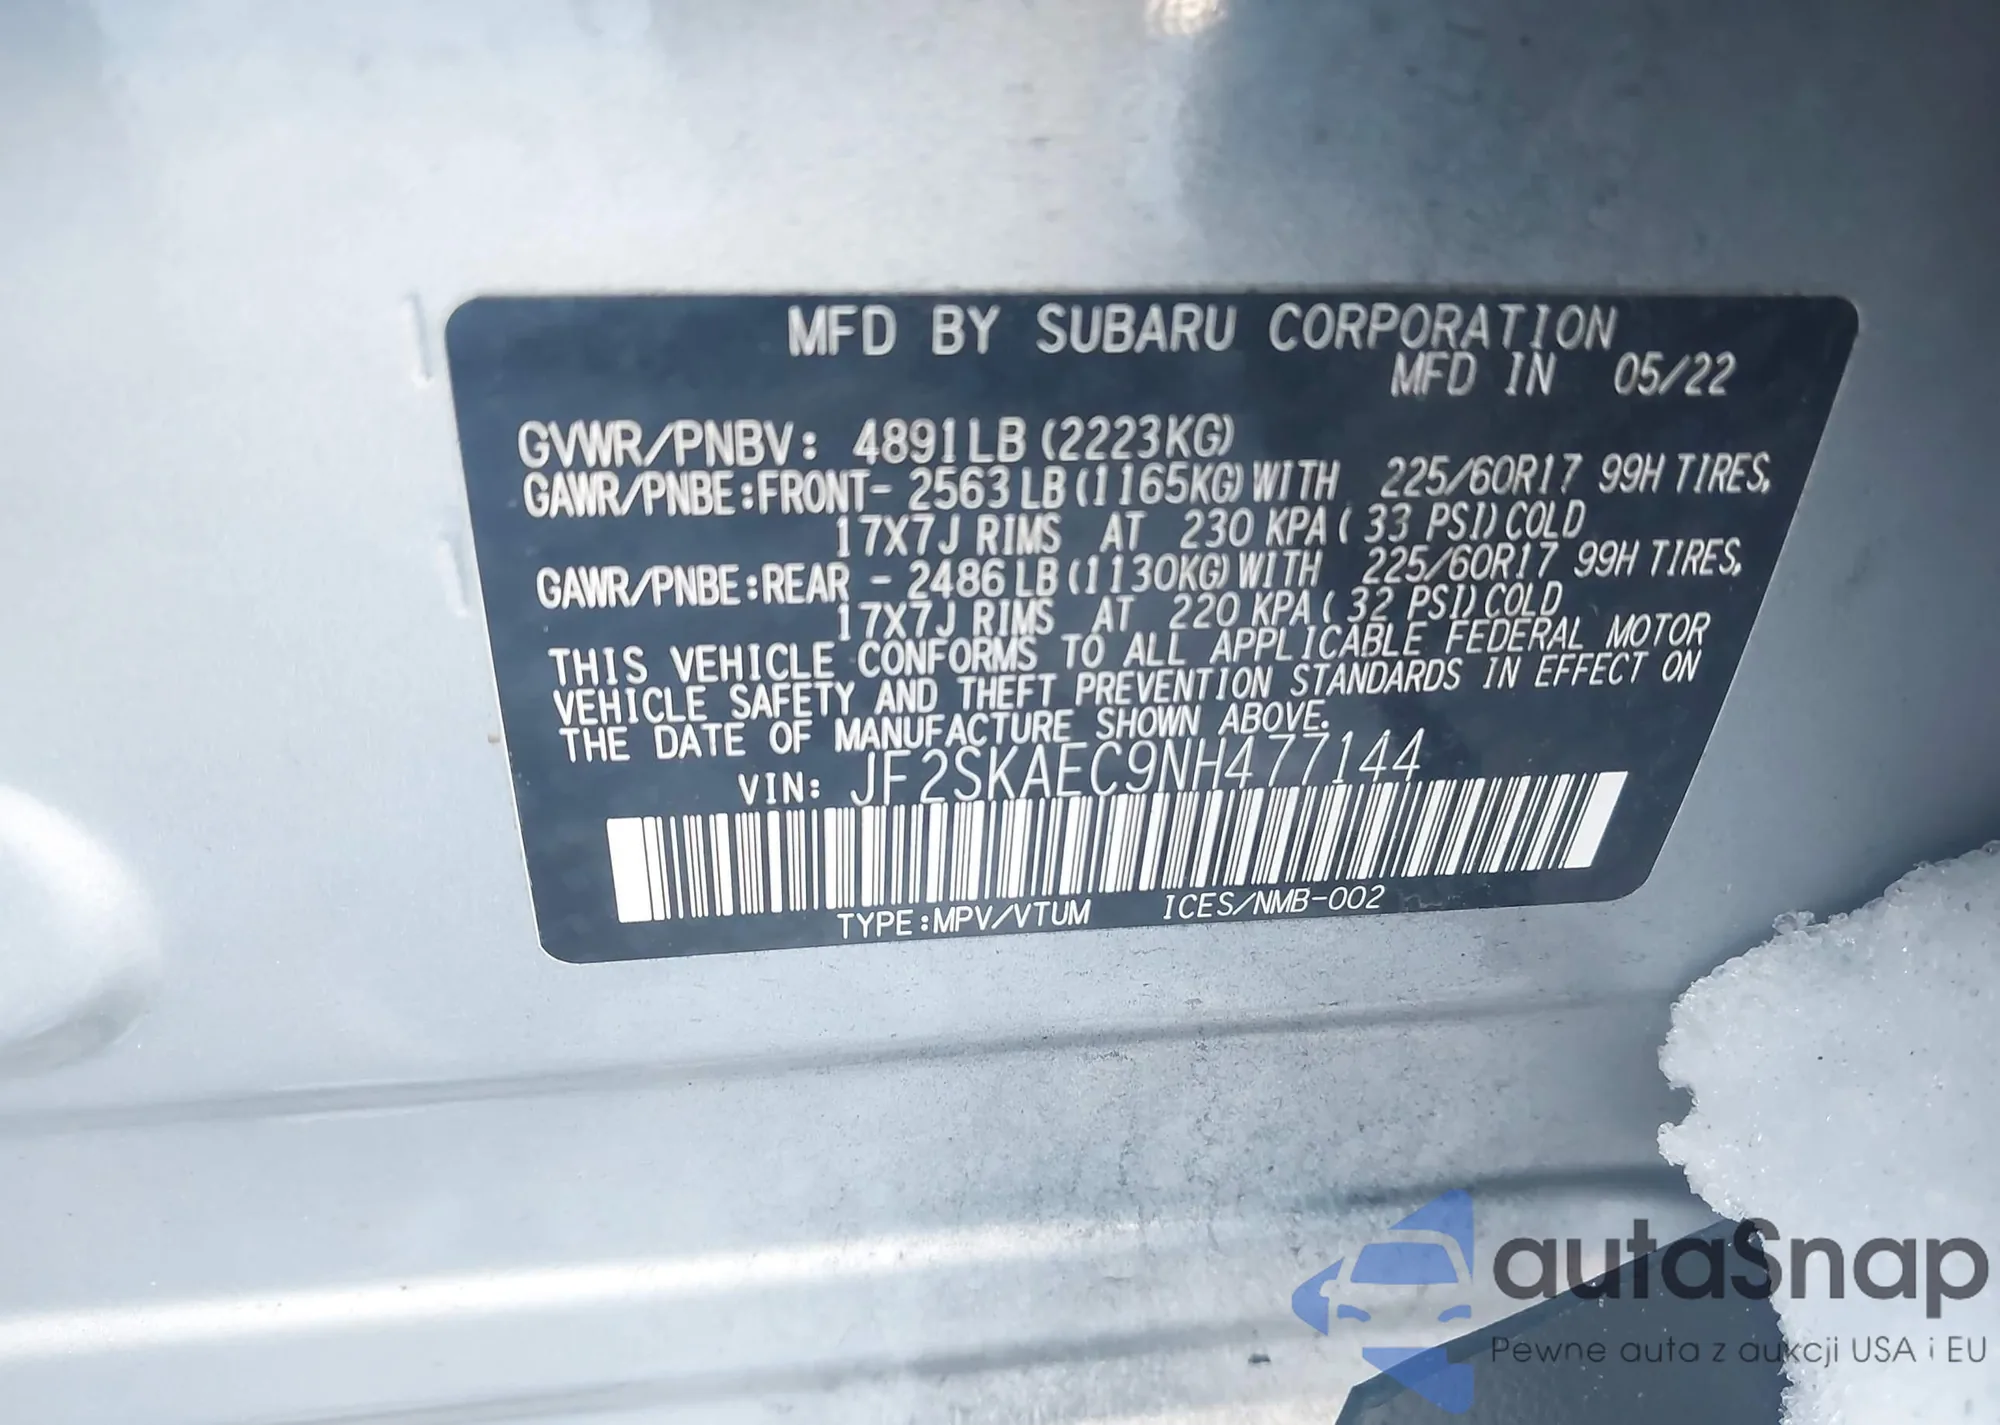 MFD BY SUBARU CORPORATION
MFD IN 05/22
GVWR/PNBV: 4891LB (2223KG)
GAWR/PNBE:FRONT- 2563LB (1165KG) WITH 225/60R17 99H TIRES,
17X7J RIMS AT 230 KPA ( 33 PSI) COLD
GAWR/PNBE:REAR - 2486LB (1130KG) WITH 225/60R17 99H TIRES,
17X7J RIMS AT 220 KPA ( 32 PSI) COLD
THIS VEHICLE CONFORMS TO ALL APPLICABLE FEDERAL MOTOR
VEHICLE SAFETY AND THEFT PREVENTION STANDARDS IN EFFECT ON
THE DATE OF MANUFACTURE SHOWN ABOVE.
VIN: JF2SKAEC9NH477144
TYPE:MPV/VTUM ICES/NMB-002
autaSnap
Pewne auta z aukcji USA i EU